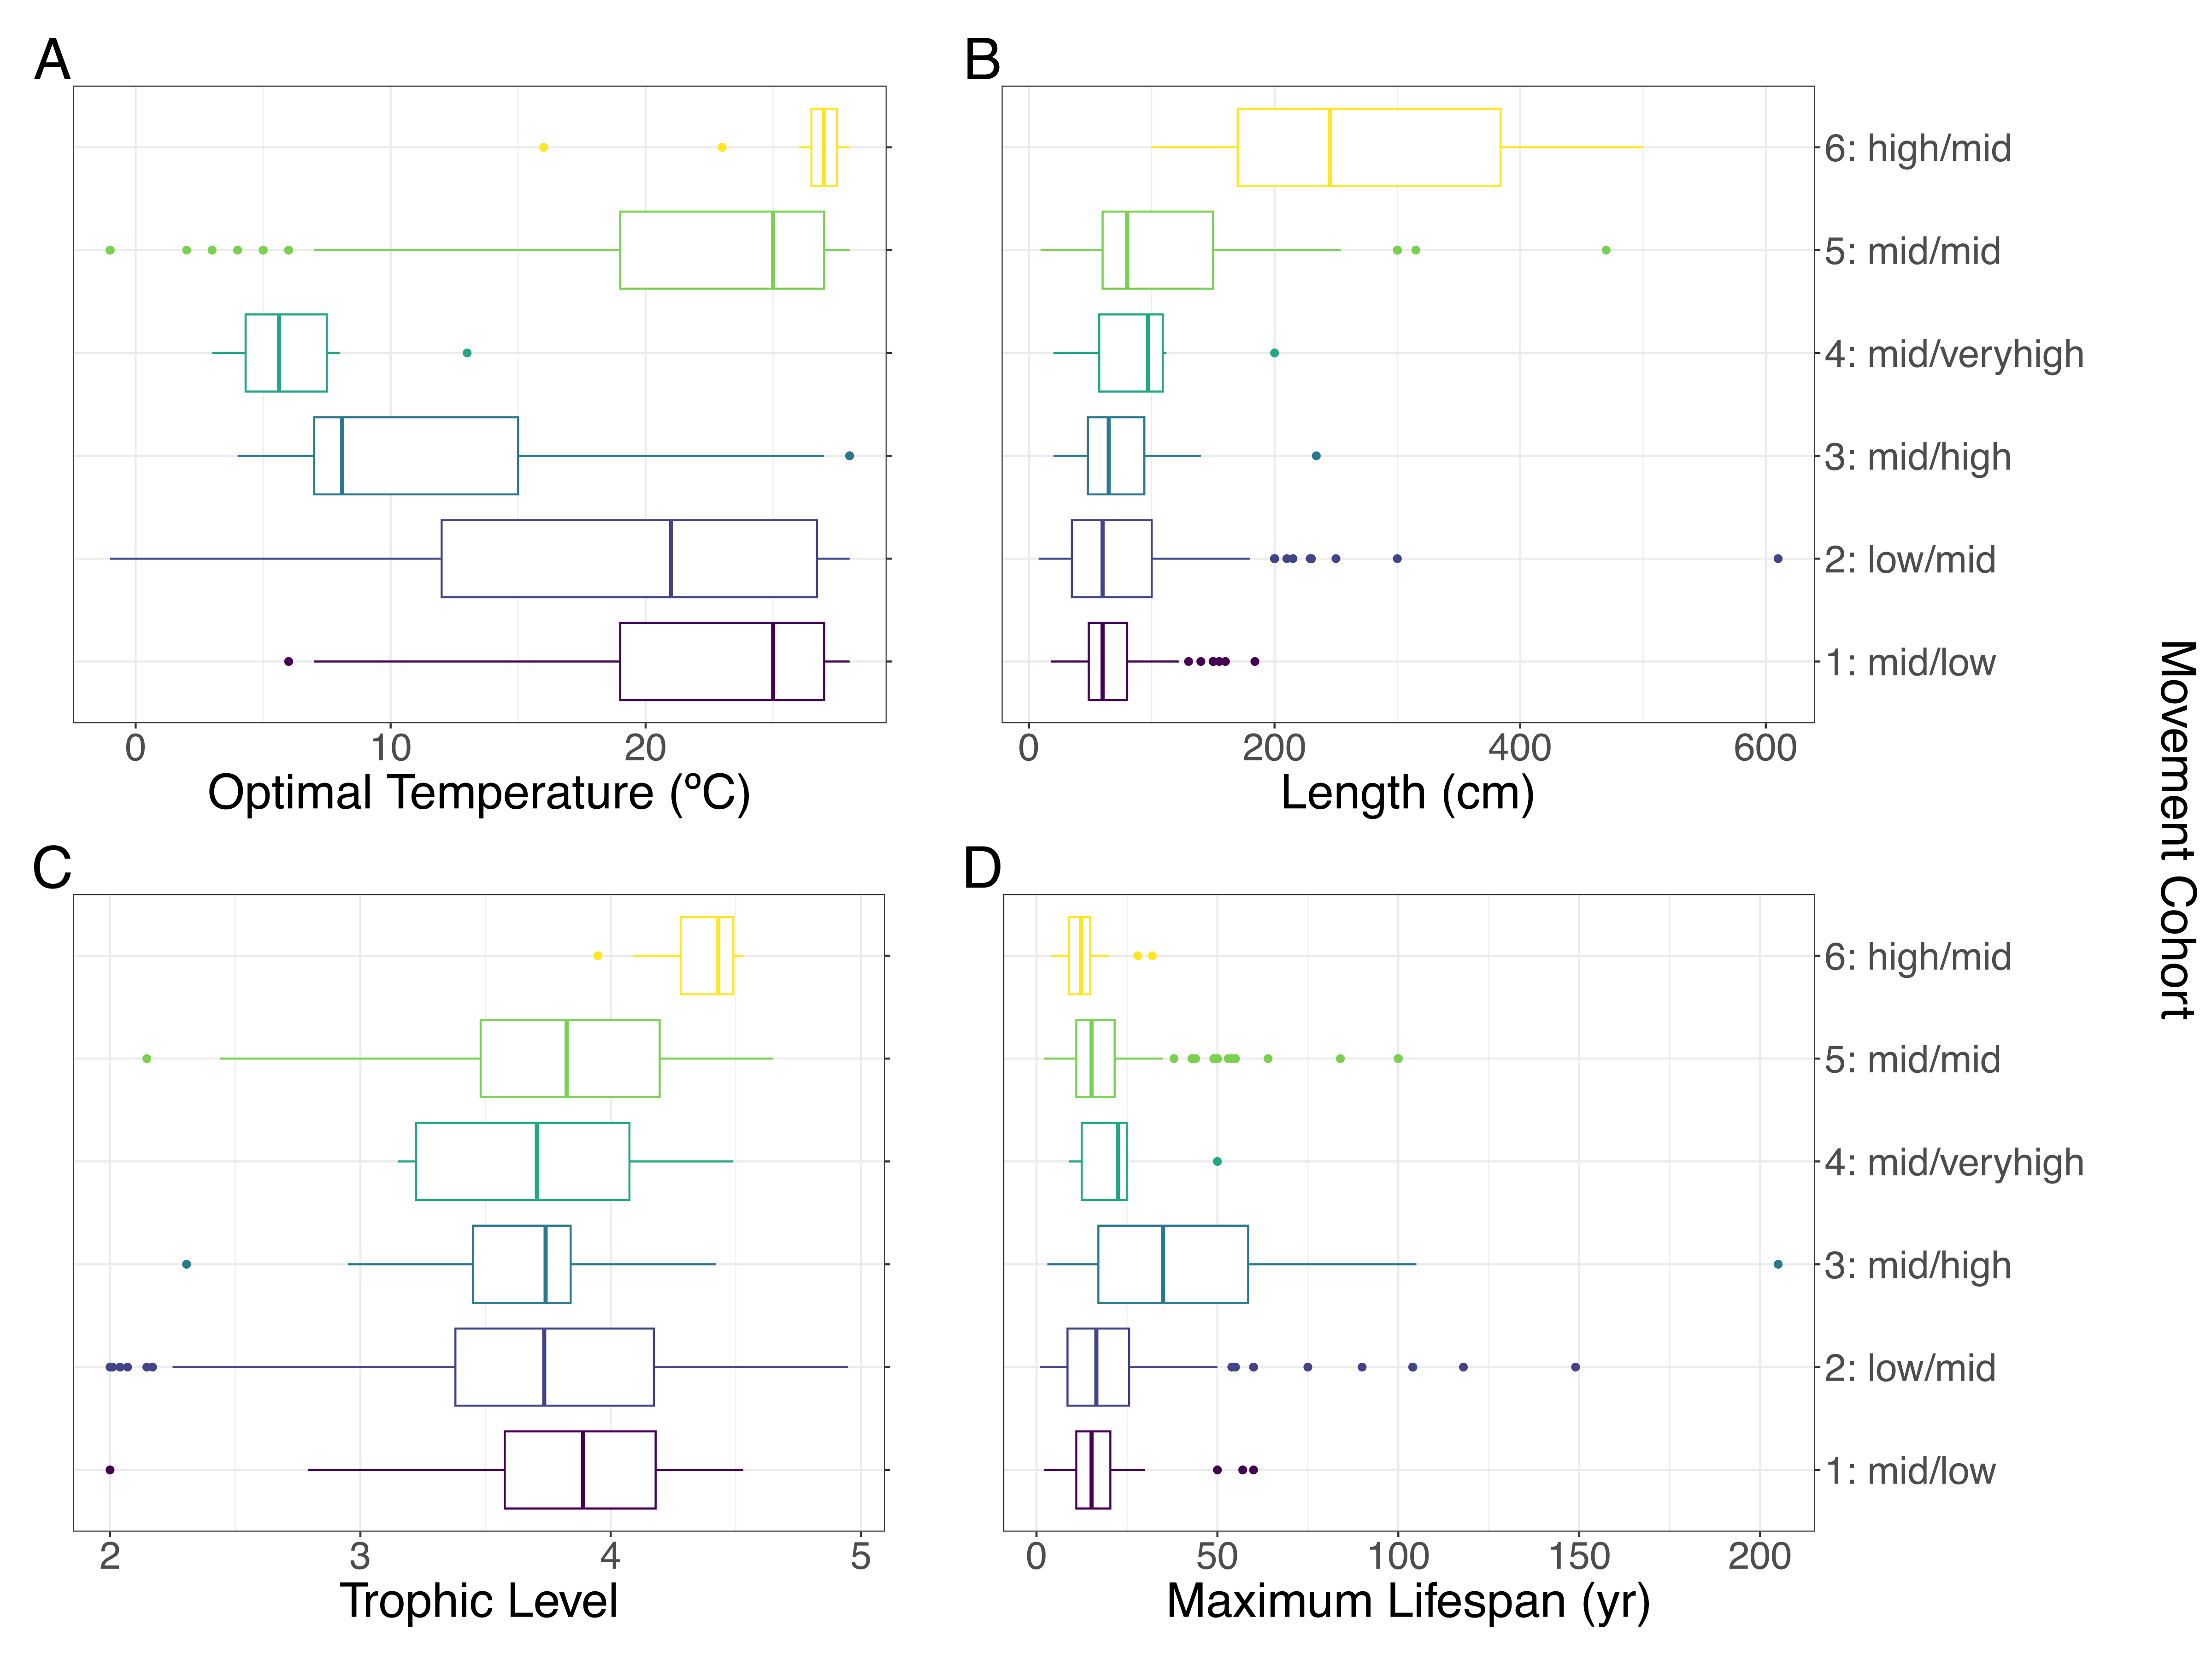 A
B
6: high/mid
5: mid/mid
4: mid/veryhigh
3: mid/high
2: low/mid
1: mid/low
0 10 20
Optimal Temperature (ºC)
0 200 400 600
Length (cm)
Movement Cohort
C
D
6: high/mid
5: mid/mid
4: mid/veryhigh
3: mid/high
2: low/mid
1: mid/low
2 3 4 5
Trophic Level
0 50 100 150 200
Maximum Lifespan (yr)